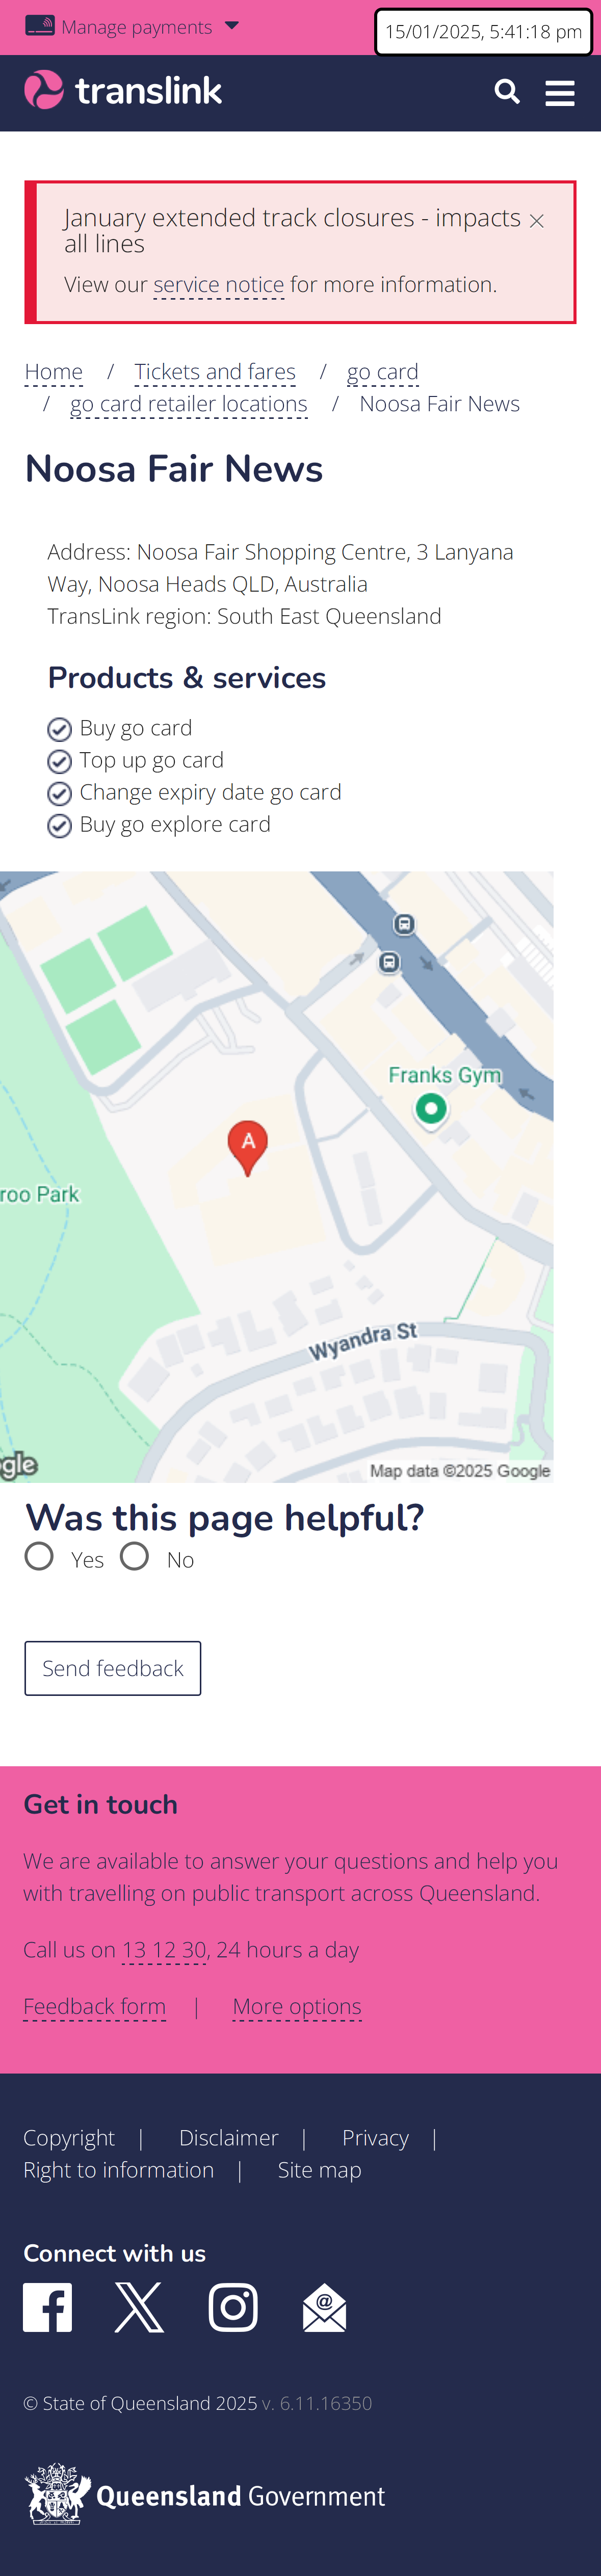 Manage payments
15/01/2025, 5:41:18 pm
translink
January extended track closures - impacts
all lines
View our service notice for more information.
Home / Tickets and fares / go card
/ go card retailer locations / Noosa Fair News
Noosa Fair News
Address: Noosa Fair Shopping Centre, 3 Lanyana
Way, Noosa Heads QLD, Australia
TransLink region: South East Queensland
Products & services
Buy go card
Top up go card
Change expiry date go card
Buy go explore card
Franks Gym
A
roo Park
Wyandra St
gle
Map data ©2025 Google
Was this page helpful?
Yes No
Send feedback
Get in touch
We are available to answer your questions and help you
with travelling on public transport across Queensland.
Call us on 13 12 30, 24 hours a day
Feedback form | More options
Copyright | Disclaimer | Privacy |
Right to information | Site map
Connect with us
© State of Queensland 2025 v. 6.11.16350
Queensland Government